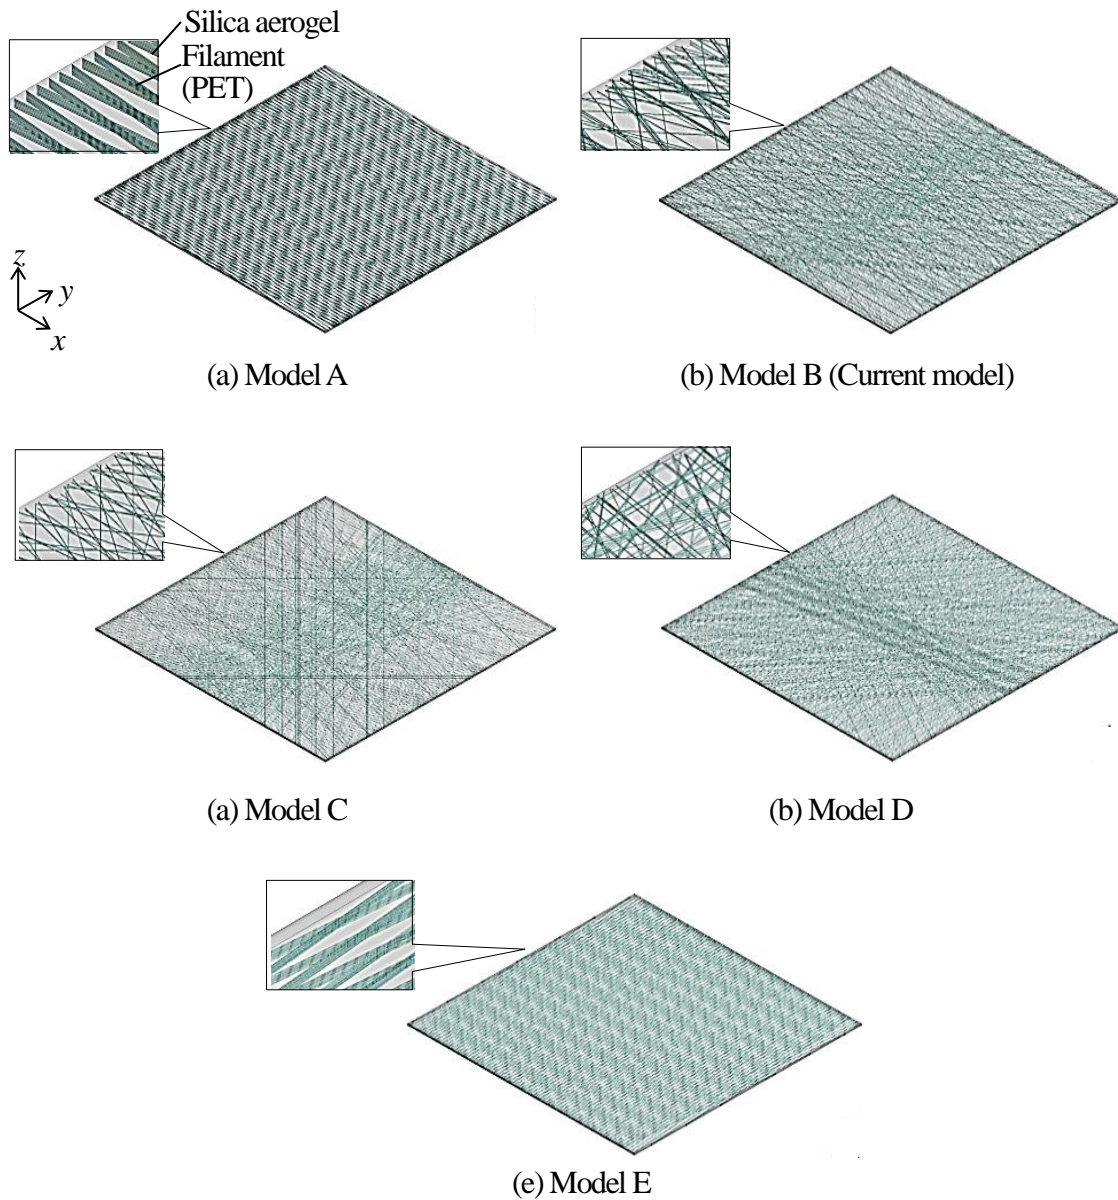 Silica aerogel
Filament
(PET)
z
y
x
(a) Model A
(b) Model B (Current model)
(a) Model C
(b) Model D
(e) Model E